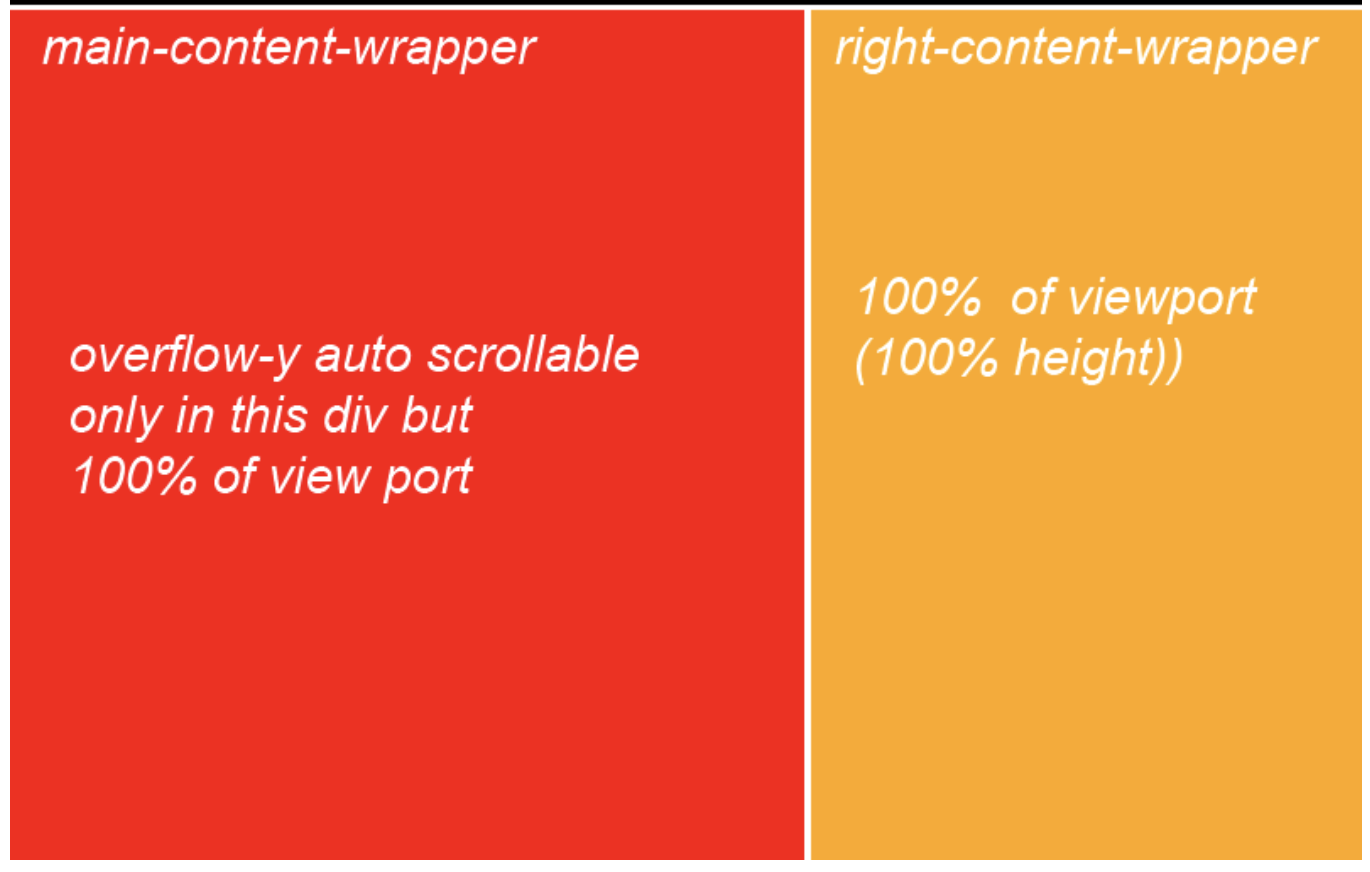 main-content-wrapper
right-content-wrapper
overflow-y auto scrollable
only in this div but
100% of view port
100% of viewport
(100% height))